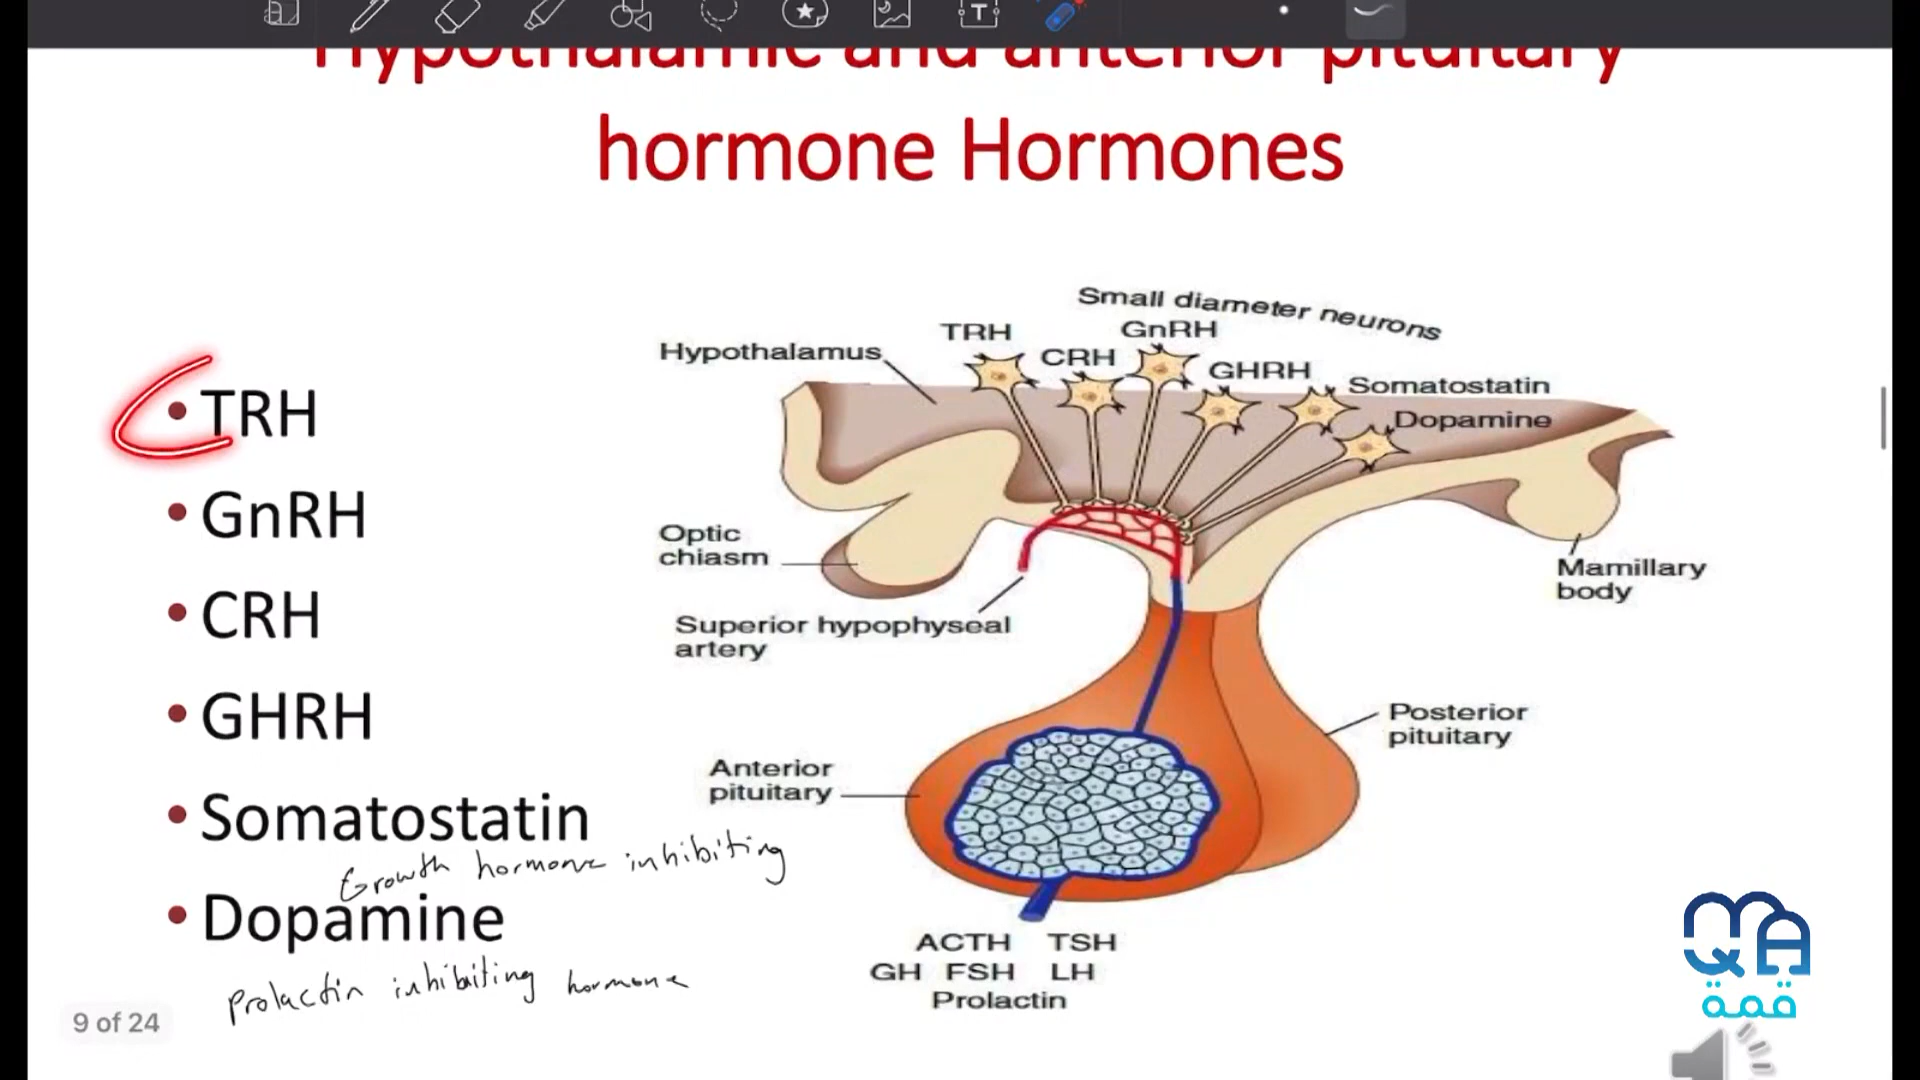 Hypothalamic and anterior pituitary
hormone Hormones
• TRH
• GnRH
• CRH
• GHRH
• Somatostatin
Growth hormone inhibiting
• Dopamine
Prolactin inhibiting hormone
9 of 24
Small diameter neurons
TRH
GnRH
Hypothalamus
CRH
GHRH
Somatostatin
Dopamine
Optic
chiasm
Mamillary
body
Superior hypophyseal
artery
Posterior
pituitary
Anterior
pituitary
ACTH TSH
GH FSH LH
Prolactin
QMA
قمة
T